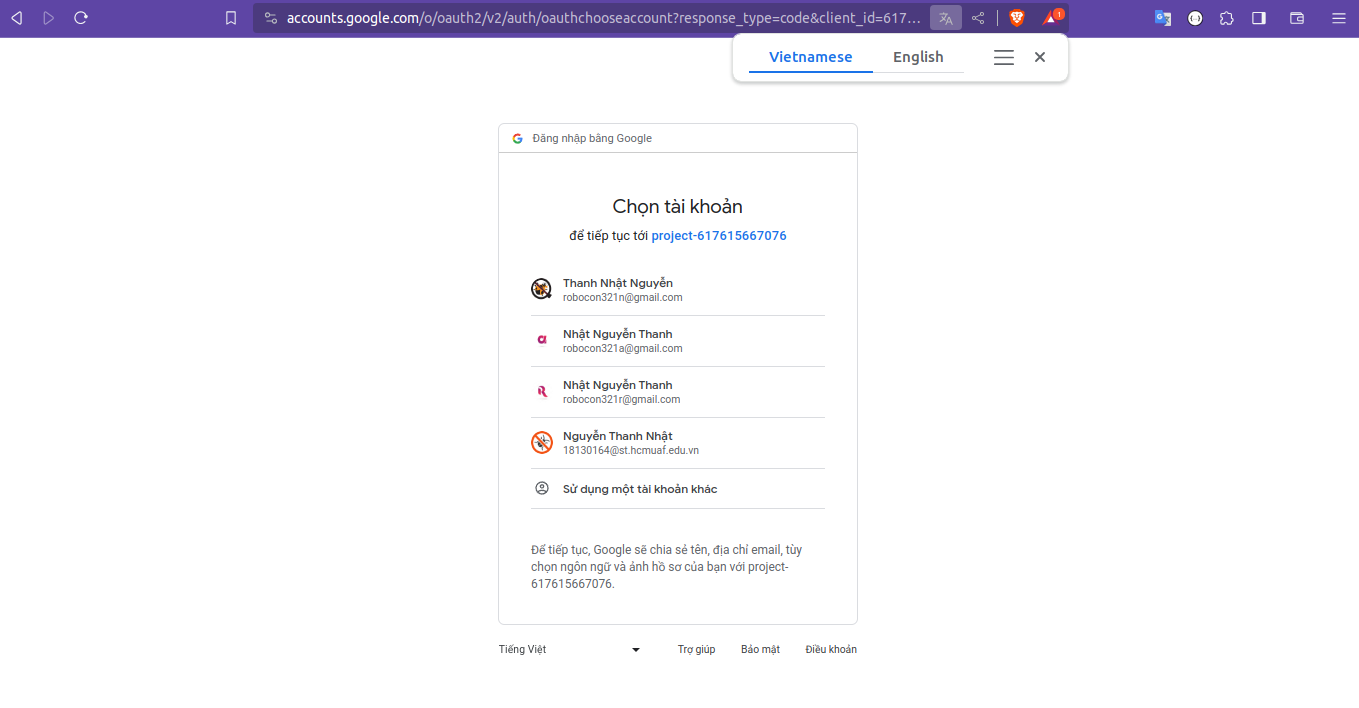 accounts.google.com/o/oauth2/v2/auth/oauthchooseaccount?response_type=code&client_id=617...
1
Vietnamese English
Đăng nhập bằng Google
Chọn tài khoản
để tiếp tục tới project-617615667076
Thanh Nhật Nguyễn
robocon321n@gmail.com
Nhật Nguyễn Thanh
robocon321a@gmail.com
Nhật Nguyễn Thanh
robocon321r@gmail.com
Nguyễn Thanh Nhật
18130164@st.hcmuaf.edu.vn
Sử dụng một tài khoản khác
Để tiếp tục, Google sẽ chia sẻ tên, địa chỉ email, tùy
chọn ngôn ngữ và ảnh hồ sơ của bạn với project-
617615667076.
Tiếng Việt Trợ giúp Bảo mật Điều khoản